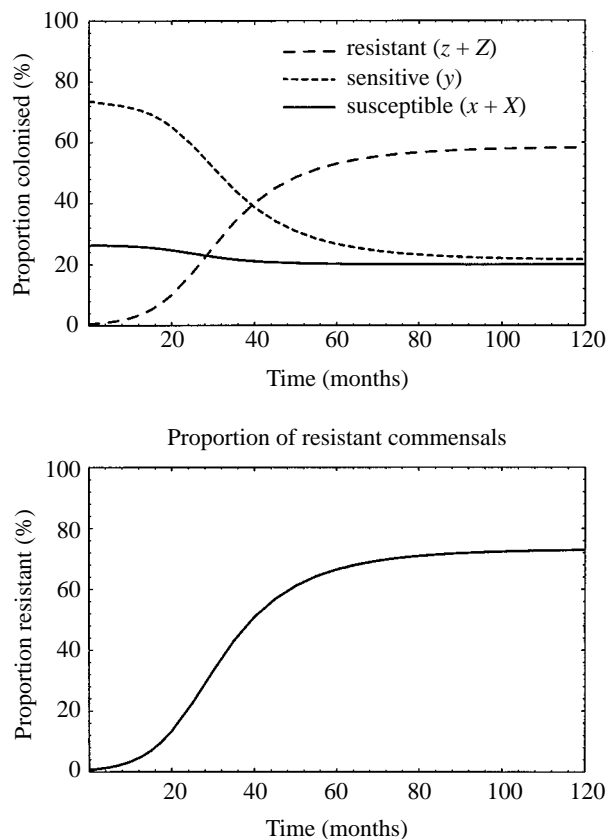 100
80
60
40
20
0
Proportion colonised (%)
resistant (z + Z)
sensitive (y)
susceptible (x + X)
20 40 60 80 100 120
Time (months)
Proportion of resistant commensals
100
80
60
40
20
0
Proportion resistant (%)
20 40 60 80 100 120
Time (months)